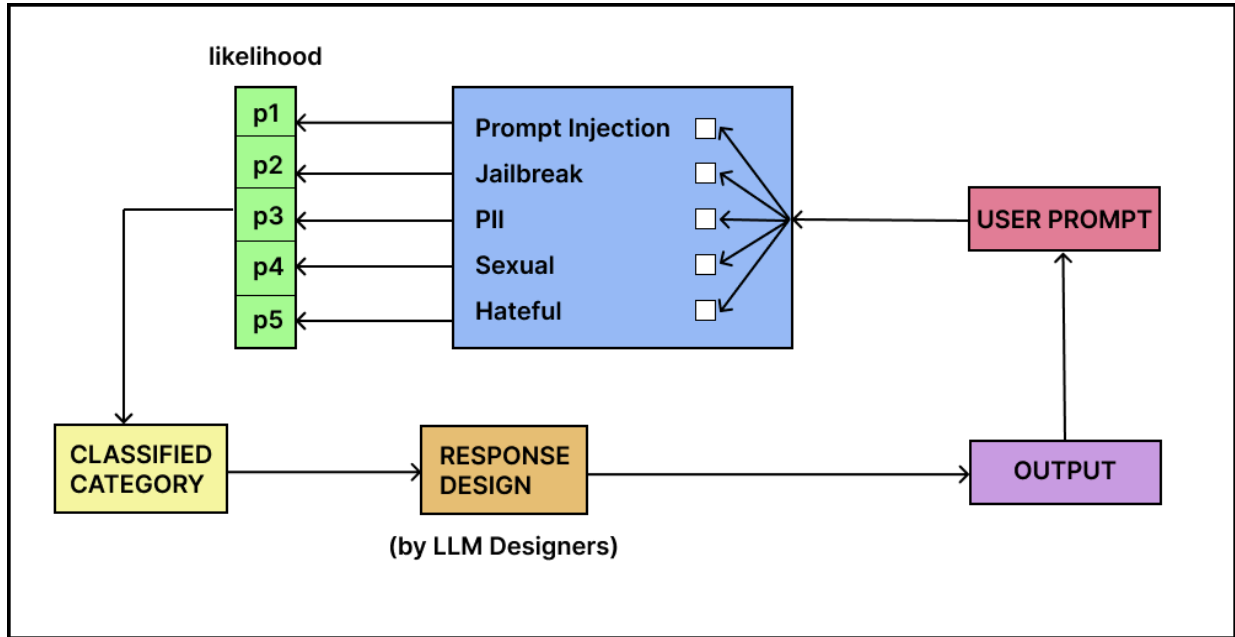 likelihood
p1
p2
p3
p4
p5
Prompt Injection
Jailbreak
PII
Sexual
Hateful
USER PROMPT
CLASSIFIED
CATEGORY
RESPONSE
DESIGN
(by LLM Designers)
OUTPUT